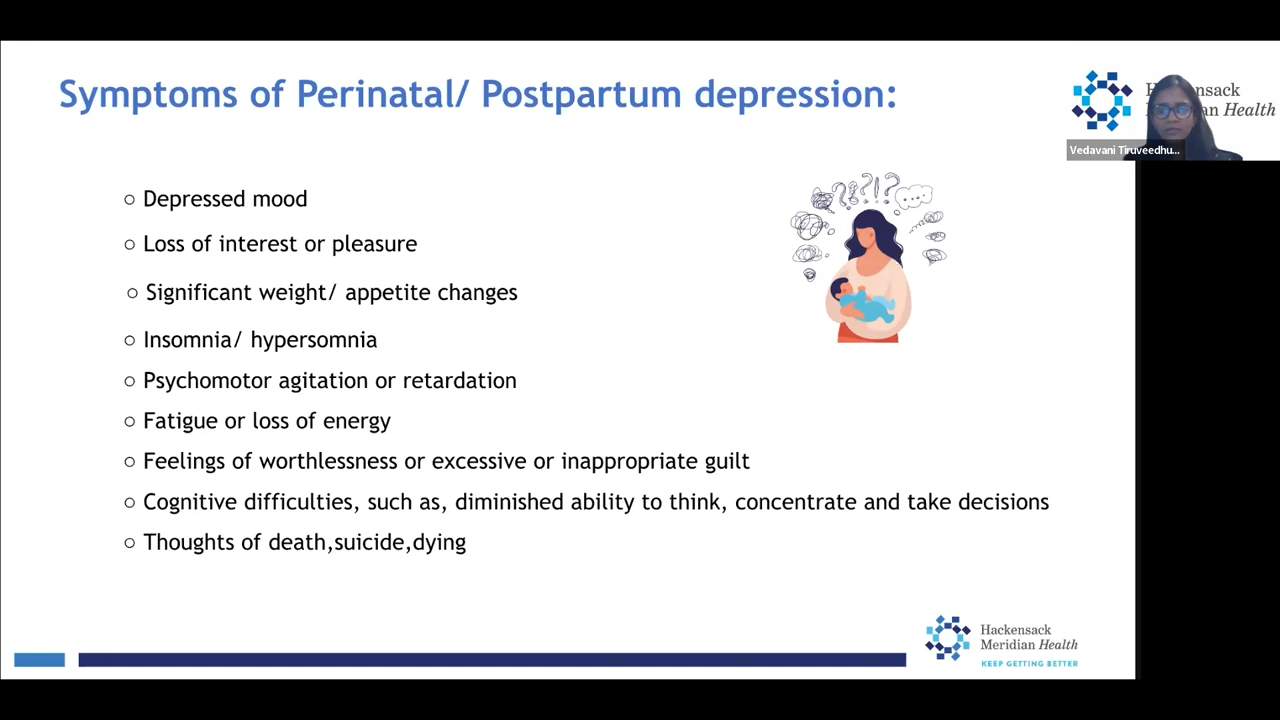 Symptoms of Perinatal/ Postpartum depression:
Hackensack
Meridian Health
Vedavani Tiruveedhu...
○ Depressed mood
○ Loss of interest or pleasure
○ Significant weight/ appetite changes
○ Insomnia/ hypersomnia
○ Psychomotor agitation or retardation
○ Fatigue or loss of energy
○ Feelings of worthlessness or excessive or inappropriate guilt
○ Cognitive difficulties, such as, diminished ability to think, concentrate and take decisions
○ Thoughts of death,suicide,dying
Hackensack
Meridian Health
KEEP GETTING BETTER